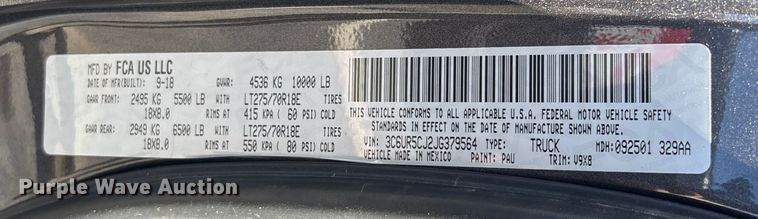 MFD BY FCA US LLC
DATE OF MFR(BUILT): 9-18 GVWR: 4536 KG 10000 LB
GAWR FRONT: 2495 KG 5500 LB WITH LT275/70R18E TIRES
18X8.0 RIMS AT 415 KPA ( 60 PSI) COLD
GAWR REAR: 2949 KG 6500 LB WITH LT275/70R18E TIRES
18X8.0 RIMS AT 550 KPA ( 80 PSI) COLD
THIS VEHICLE CONFORMS TO ALL APPLICABLE U.S.A. FEDERAL MOTOR VEHICLE SAFETY
STANDARDS IN EFFECT ON THE DATE OF MANUFACTURE SHOWN ABOVE.
VIN: 3C6UR5CJ2JG379564 TYPE: TRUCK MDH: 092501 329AA
MADE IN MEXICO PAINT: PAU TRIM: V9X8
Purple Wave Auction
Purple Wave Auction